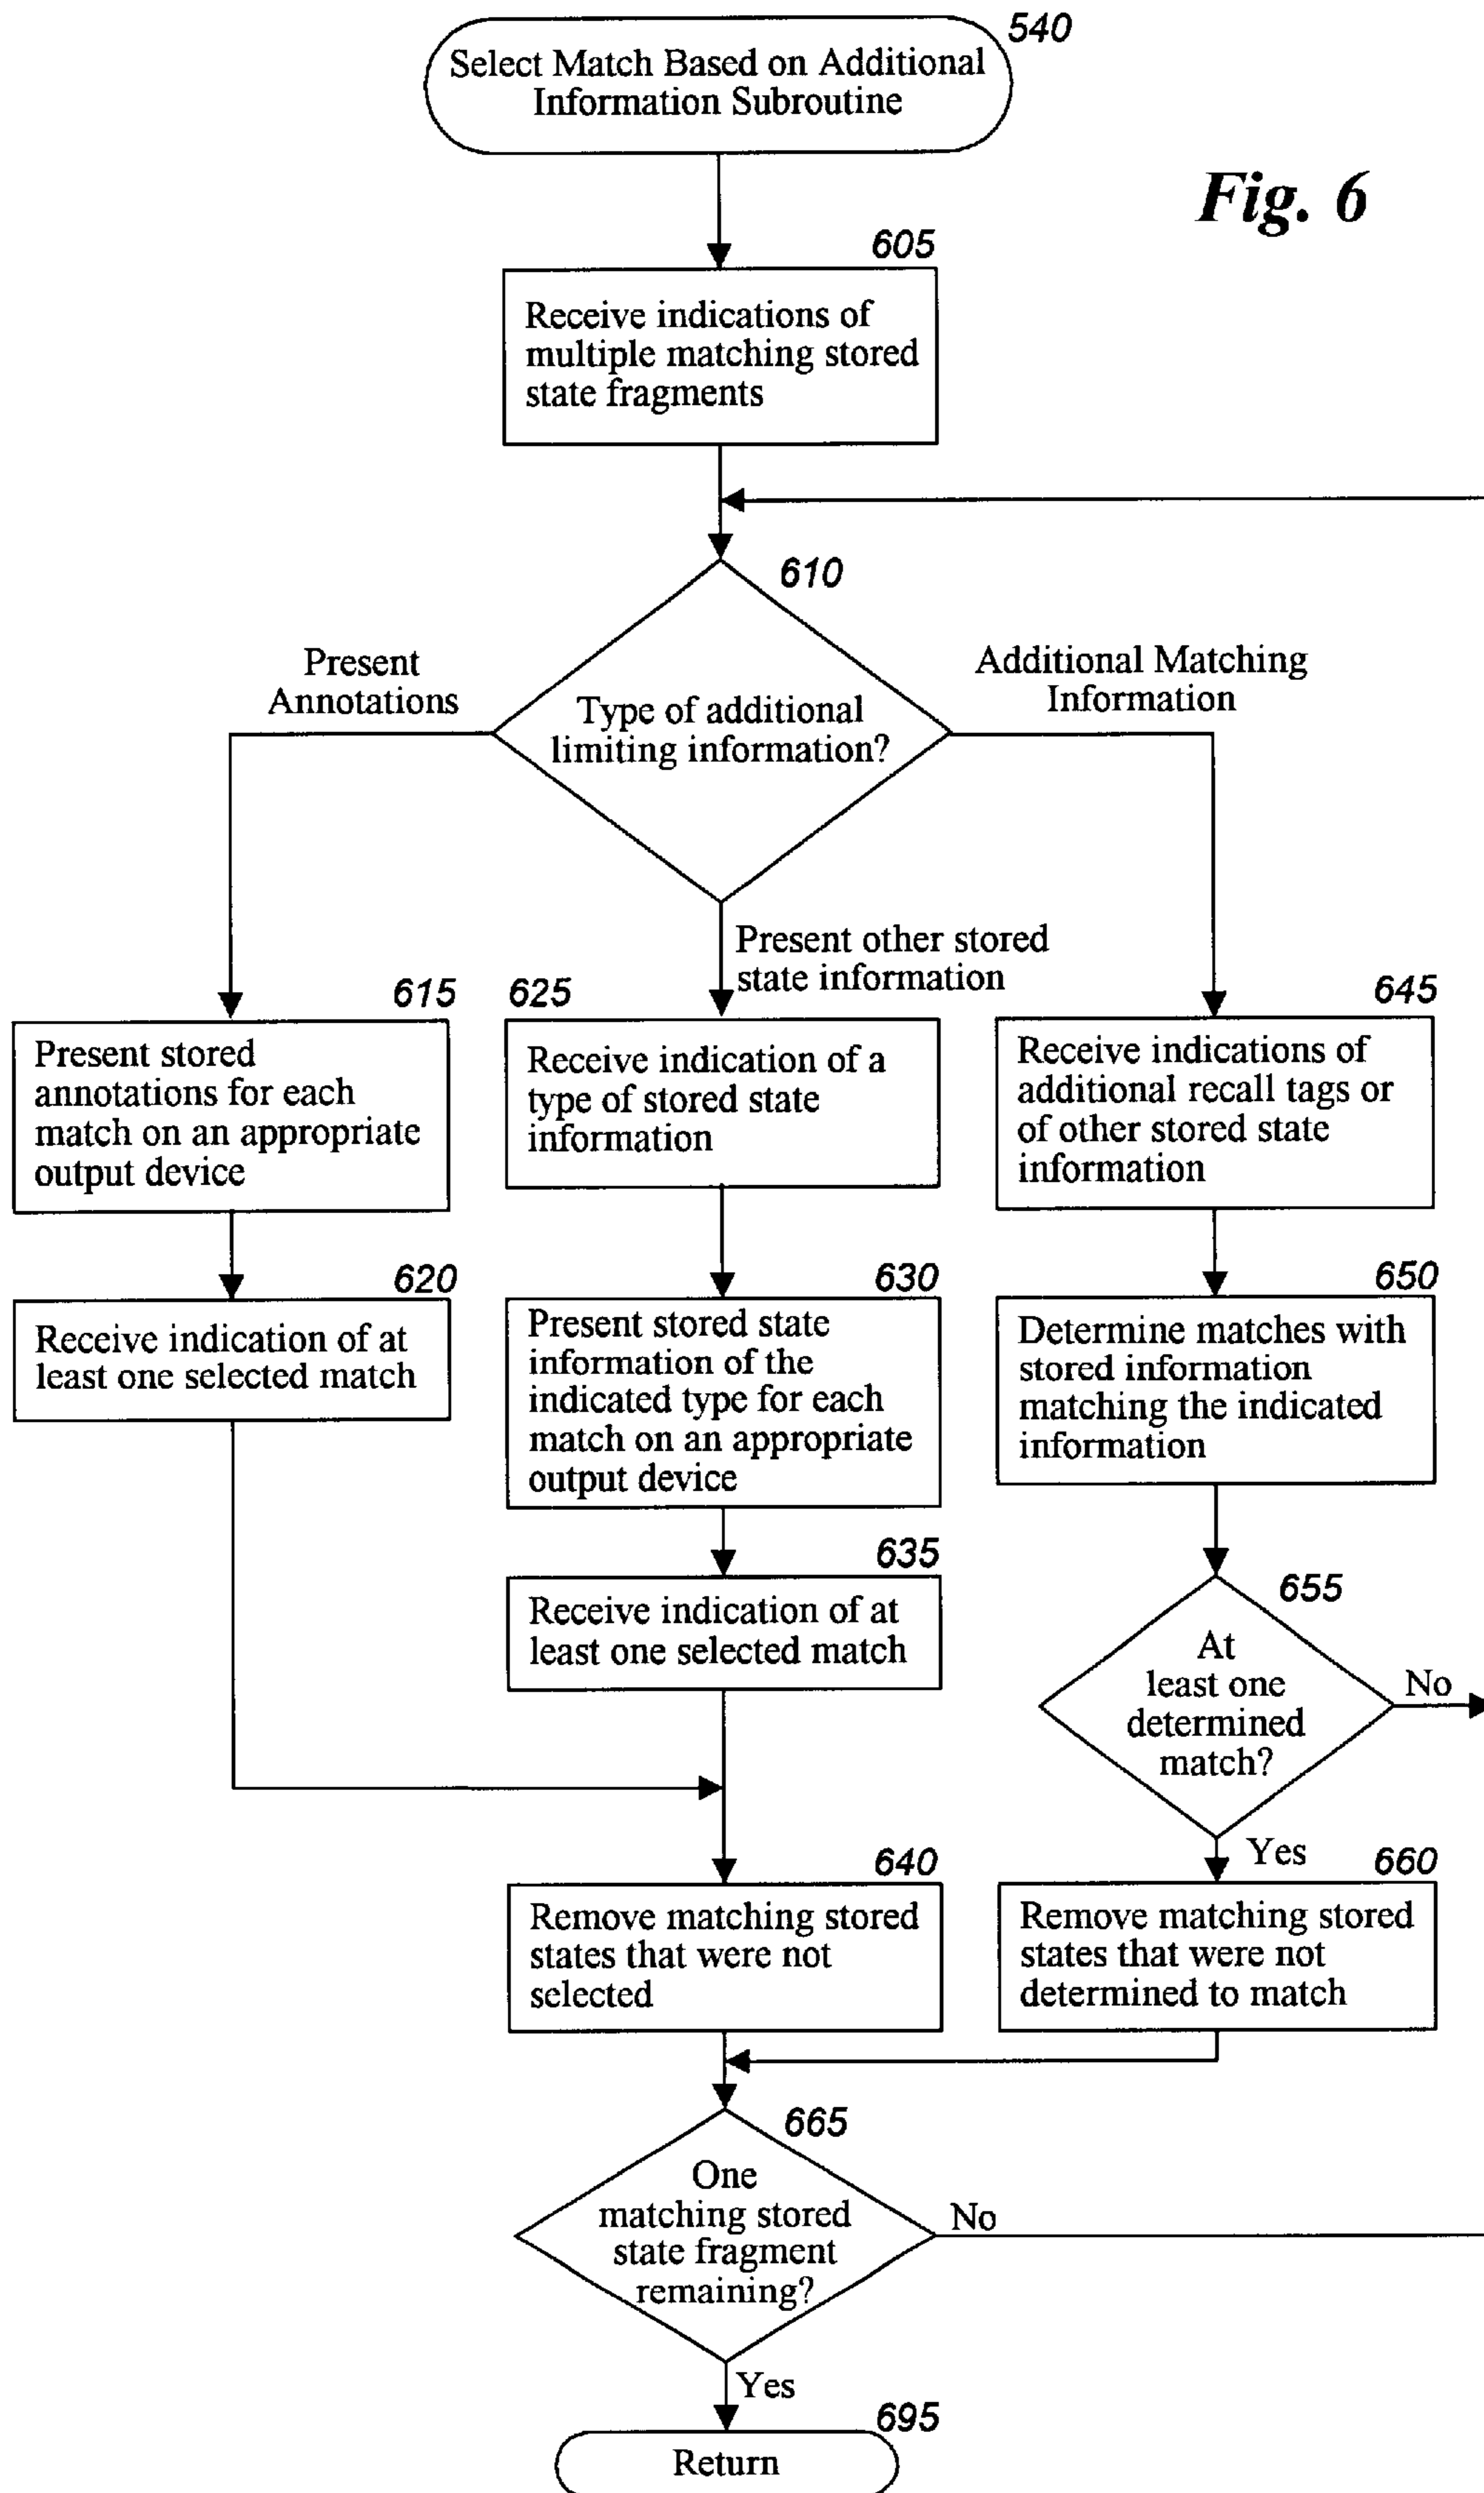 540
Select Match Based on Additional
Information Subroutine
Fig. 6
605
Receive indications of
multiple matching stored
state fragments
610
Present
Annotations
Type of additional
limiting information?
Additional Matching
Information
Present other stored
state information
615
Present stored
annotations for each
match on an appropriate
output device
625
Receive indication of a
type of stored state
information
645
Receive indications of
additional recall tags or
of other stored state
information
620
Receive indication of at
least one selected match
630
Present stored state
information of the
indicated type for each
match on an appropriate
output device
650
Determine matches with
stored information
matching the indicated
information
635
Receive indication of at
least one selected match
655
At
least one
determined
match?
No
Yes
640
Remove matching stored
states that were not
selected
660
Remove matching stored
states that were not
determined to match
665
One
matching stored
state fragment
remaining?
No
Yes
695
Return